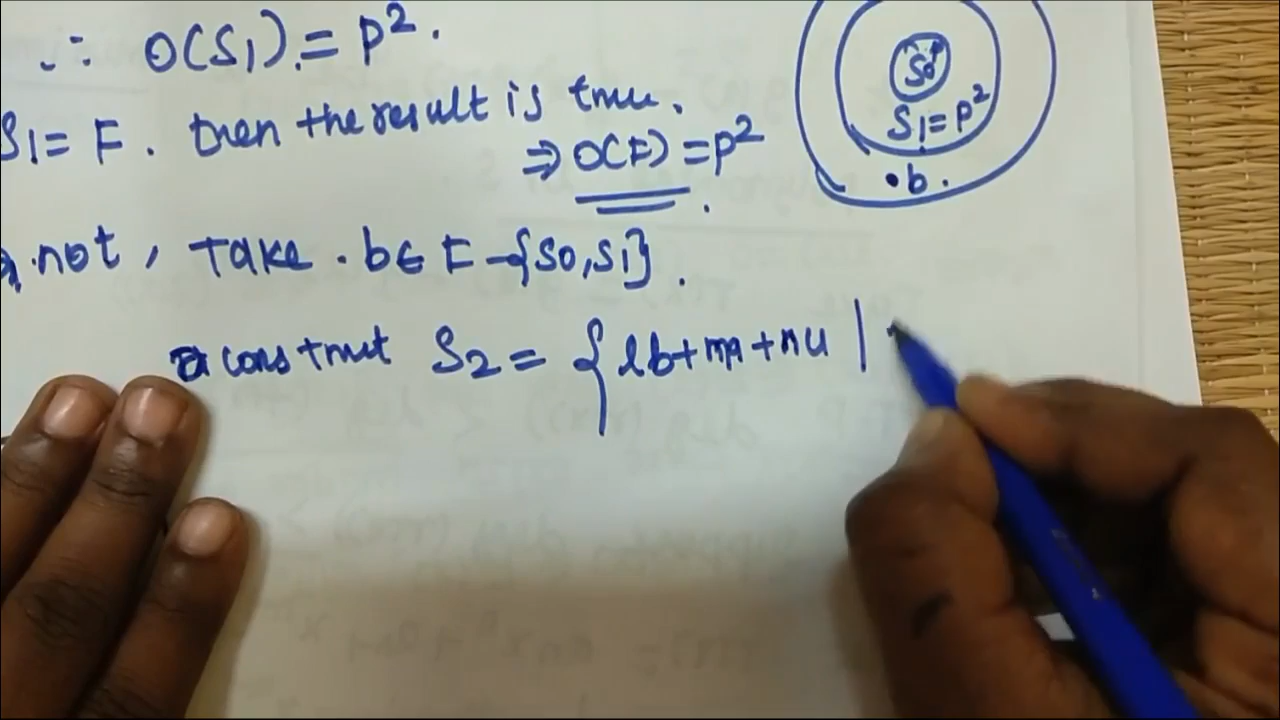 ∴ O(S1) = p².
S0
S1 = p²
S1 = F. then the result is true.
⇒ O(F) = p².
•b.
not, Take. b ∈ F - {S0, S1}.
construct S2 = { lb + ma + nu |